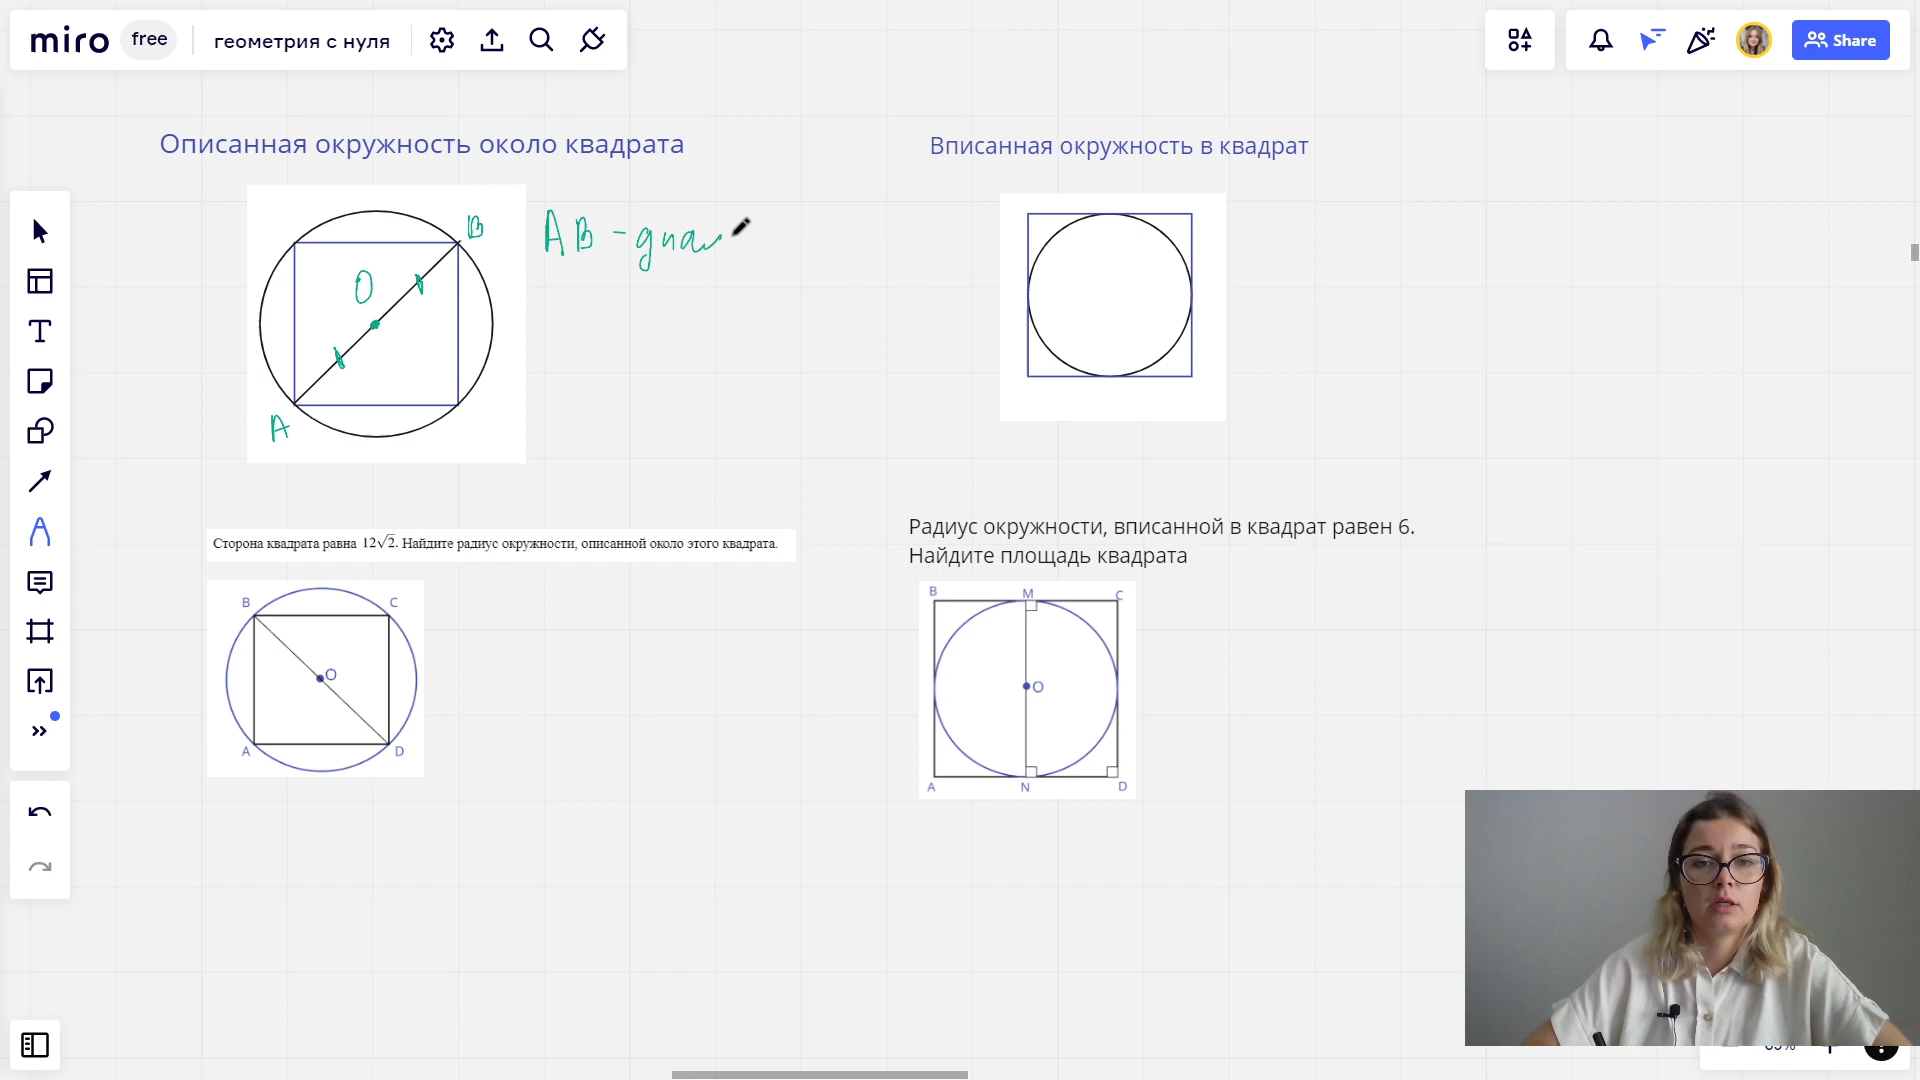 miro free геометрия с нуля Share
Описанная окружность около квадрата
Вписанная окружность в квадрат
B
AB - диам
O
A
Сторона квадрата равна 12√2. Найдите радиус окружности, описанной около этого квадрата.
Радиус окружности, вписанной в квадрат равен 6.
Найдите площадь квадрата
B C
O
A D
B M C
O
A N D